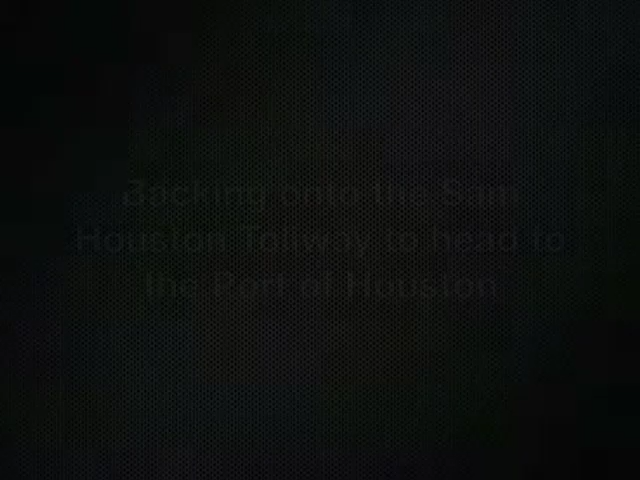 Backing onto the Sam
Houston Tollway to head to
the Port of Houston